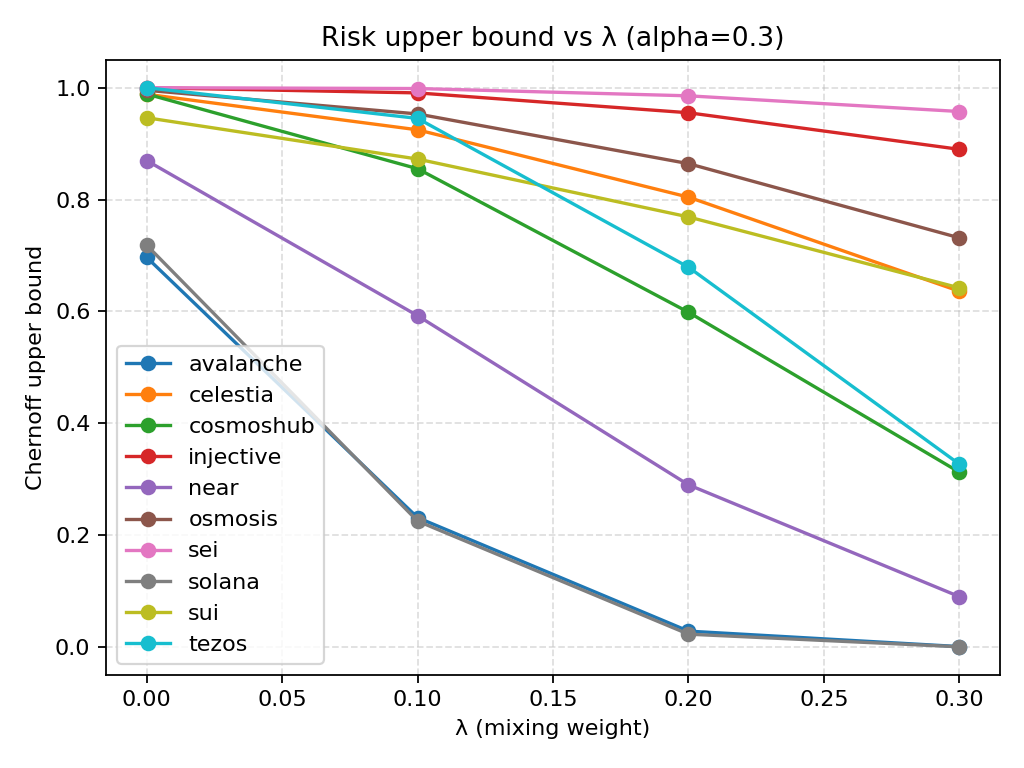 Risk upper bound vs λ (alpha=0.3)
Chernoff upper bound
1.0
0.8
0.6
0.4
0.2
0.0
avalanche
celestia
cosmoshub
injective
near
osmosis
sei
solana
sui
tezos
0.00 0.05 0.10 0.15 0.20 0.25 0.30
λ (mixing weight)